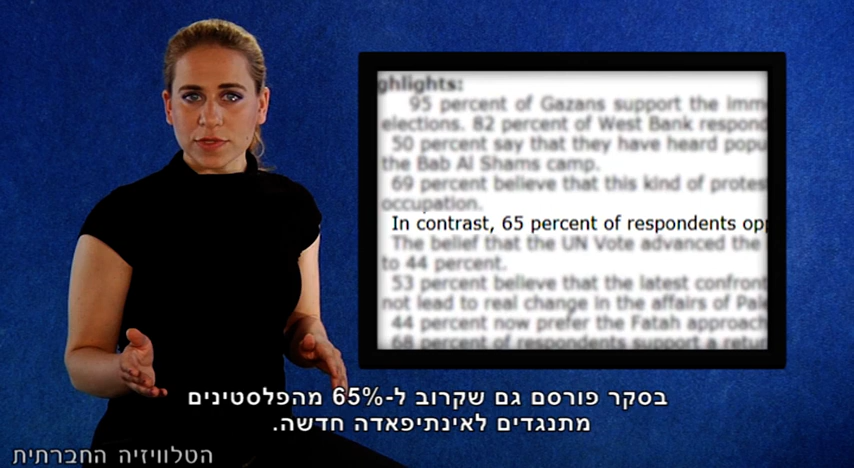 ghlights:
95 percent of Gazans support the imm
elections. 82 percent of West Bank respond
50 percent say that they have heard popu
the Bab Al Shams camp.
69 percent believe that this kind of protes
occupation.
In contrast, 65 percent of respondents opp
The belief that the UN Vote advanced the
to 44 percent.
53 percent believe that the latest confront
not lead to real change in the affairs of Pale
44 percent now prefer the Fatah approach
68 percent of respondents support a retur
בסקר פורסם גם שקרוב ל-65% מהפלסטינים
מתנגדים לאינתיפאדה חדשה.
הטלוויזיה החברתית